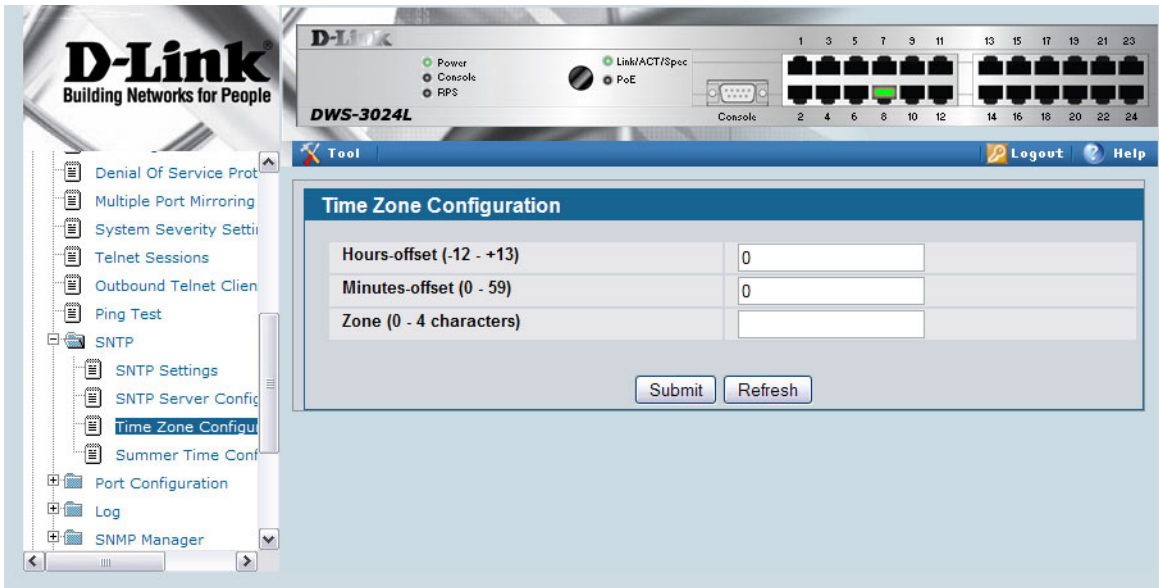 D-Link
Building Networks for People
D-Link
Power
Console
RPS
Link/ACT/Spec
PoE
DWS-3024L
Console
1 3 5 7 9 11 13 15 17 19 21 23
2 4 6 8 10 12 14 16 18 20 22 24
Tool
Logout
Help
Denial Of Service Prot
Multiple Port Mirroring
System Severity Setti
Telnet Sessions
Outbound Telnet Clien
Ping Test
SNTP
SNTP Settings
SNTP Server Config
Time Zone Configu
Summer Time Conf
Port Configuration
Log
SNMP Manager
Time Zone Configuration
Hours-offset (-12 - +13)
0
Minutes-offset (0 - 59)
0
Zone (0 - 4 characters)
Submit
Refresh